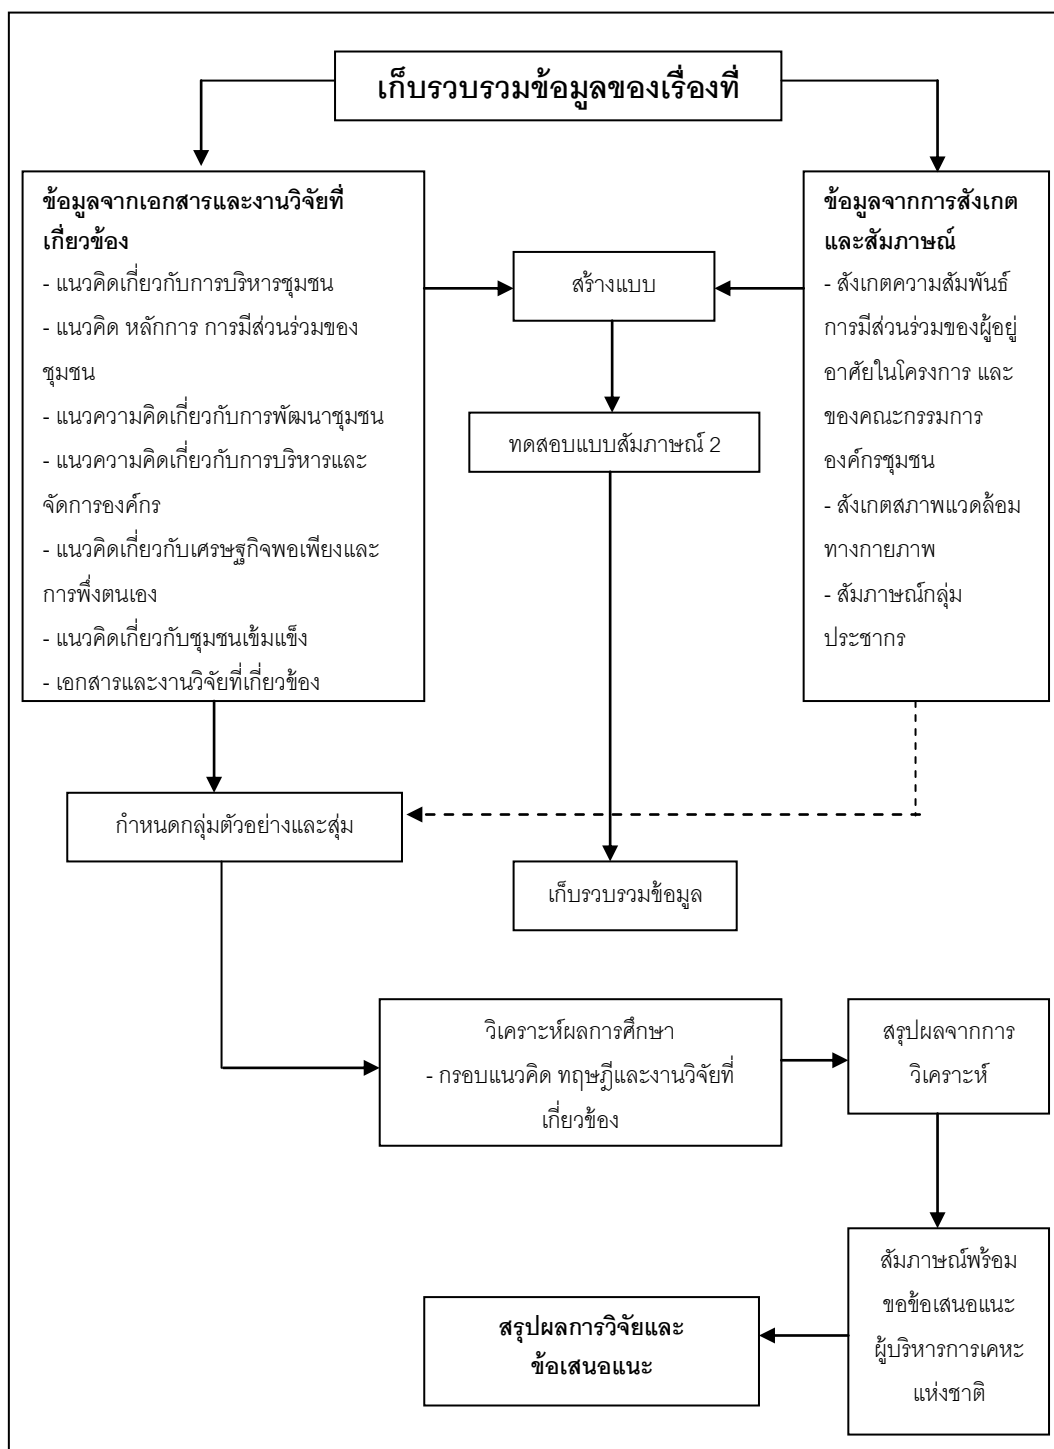 เก็บรวบรวมข้อมูลของเรื่องที่
ข้อมูลจากเอกสารและงานวิจัยที่
เกี่ยวข้อง
- แนวคิดเกี่ยวกับการบริหารชุมชน
- แนวคิด หลักการ การมีส่วนร่วมของ
ชุมชน
- แนวความคิดเกี่ยวกับการพัฒนาชุมชน
- แนวความคิดเกี่ยวกับการบริหารและ
จัดการองค์กร
- แนวคิดเกี่ยวกับเศรษฐกิจพอเพียงและ
การพึ่งตนเอง
- แนวคิดเกี่ยวกับชุมชนเข้มแข็ง
- เอกสารและงานวิจัยที่เกี่ยวข้อง
สร้างแบบ
ทดสอบแบบสัมภาษณ์ 2
ข้อมูลจากการสังเกต
และสัมภาษณ์
- สังเกตความสัมพันธ์
การมีส่วนร่วมของผู้อยู่
อาศัยในโครงการ และ
ของคณะกรรมการ
องค์กรชุมชน
- สังเกตสภาพแวดล้อม
ทางกายภาพ
- สัมภาษณ์กลุ่ม
ประชากร
กำหนดกลุ่มตัวอย่างและสุ่ม
เก็บรวบรวมข้อมูล
วิเคราะห์ผลการศึกษา
- กรอบแนวคิด ทฤษฎีและงานวิจัยที่
เกี่ยวข้อง
สรุปผลจากการ
วิเคราะห์
สัมภาษณ์พร้อม
ขอข้อเสนอแนะ
ผู้บริหารการเคหะ
แห่งชาติ
สรุปผลการวิจัยและ
ข้อเสนอแนะ